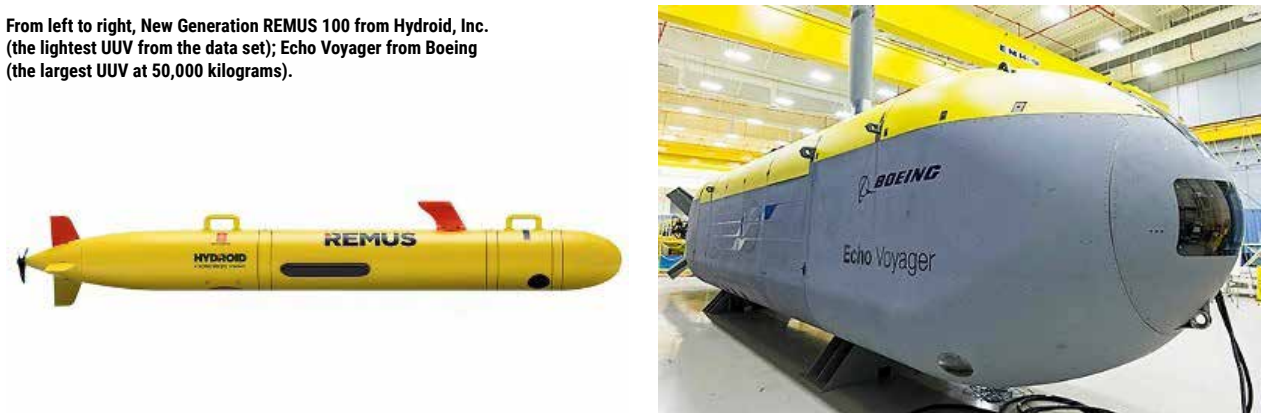 From left to right, New Generation REMUS 100 from Hydroid, Inc.
(the lightest UUV from the data set); Echo Voyager from Boeing
(the largest UUV at 50,000 kilograms).
REMUS
HYDROID
BOEING
Echo Voyager